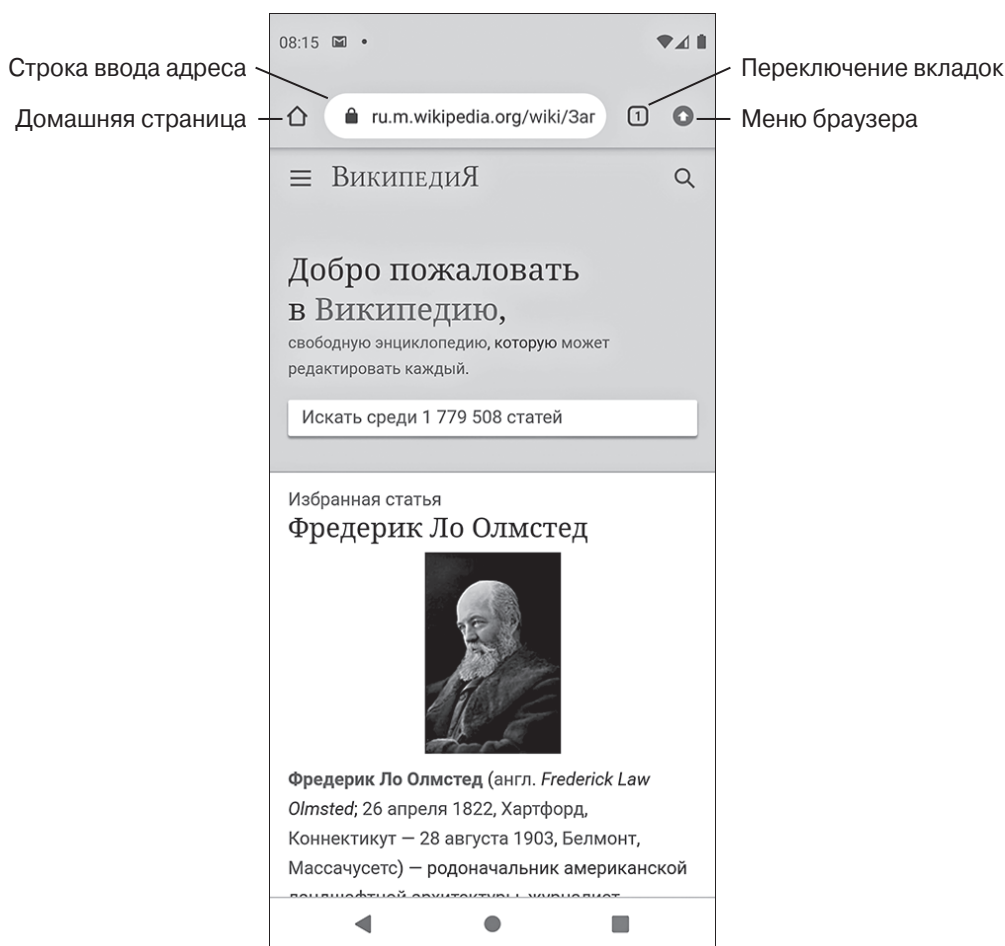 08:15
Строка ввода адреса
Переключение вкладок
Домашняя страница
ru.m.wikipedia.org/wiki/Заг
1
Меню браузера
ВИКИПЕДИЯ
Добро пожаловать
в Википедию,
свободную энциклопедию, которую может
редактировать каждый.
Искать среди 1 779 508 статей
Избранная статья
Фредерик Ло Олмстед
Фредерик Ло Олмстед (англ. Frederick Law
Olmsted; 26 апреля 1822, Хартфорд,
Коннектикут — 28 августа 1903, Белмонт,
Массачусетс) — родоначальник американской
ландшафтной архитектуры, журналист